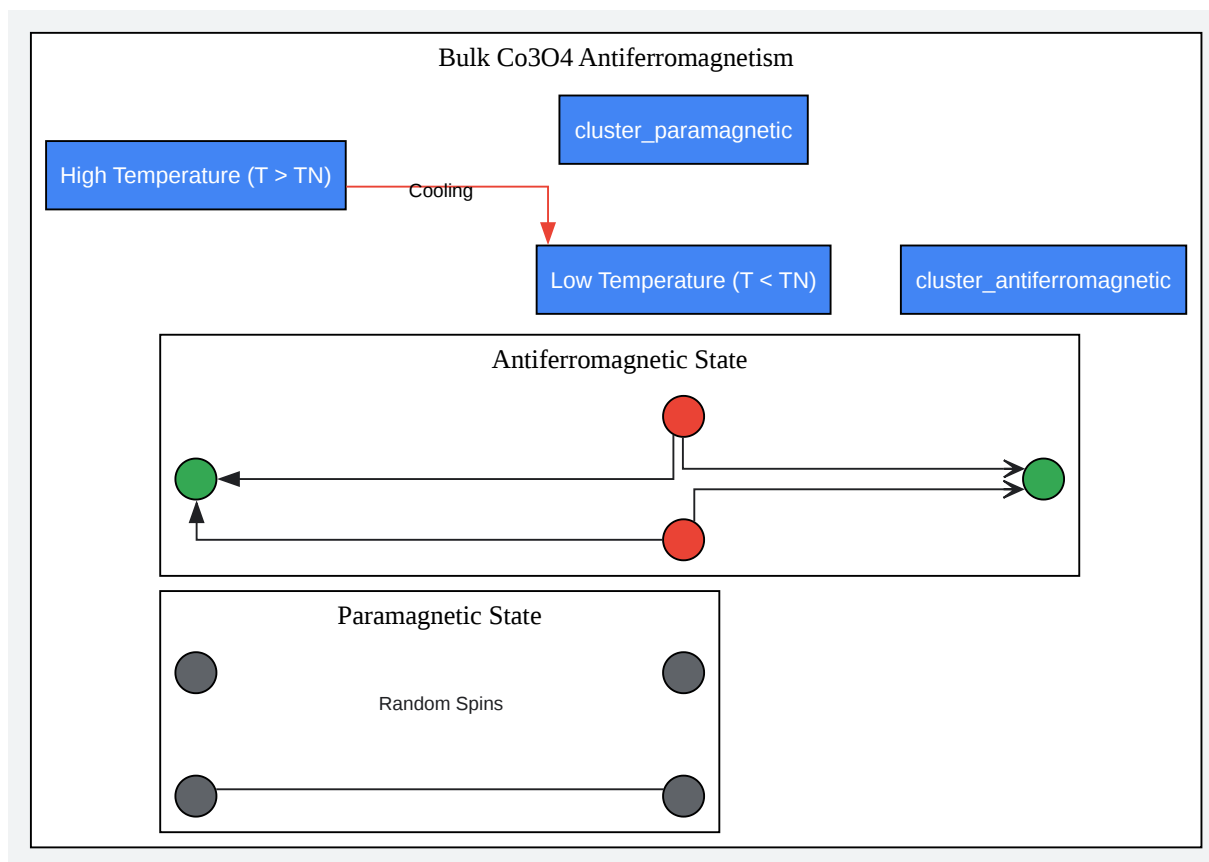 Bulk Co3O4 Antiferromagnetism
cluster_paramagnetic
High Temperature (T > TN)
Cooling
Low Temperature (T < TN)
cluster_antiferromagnetic
Antiferromagnetic State
Paramagnetic State
Random Spins